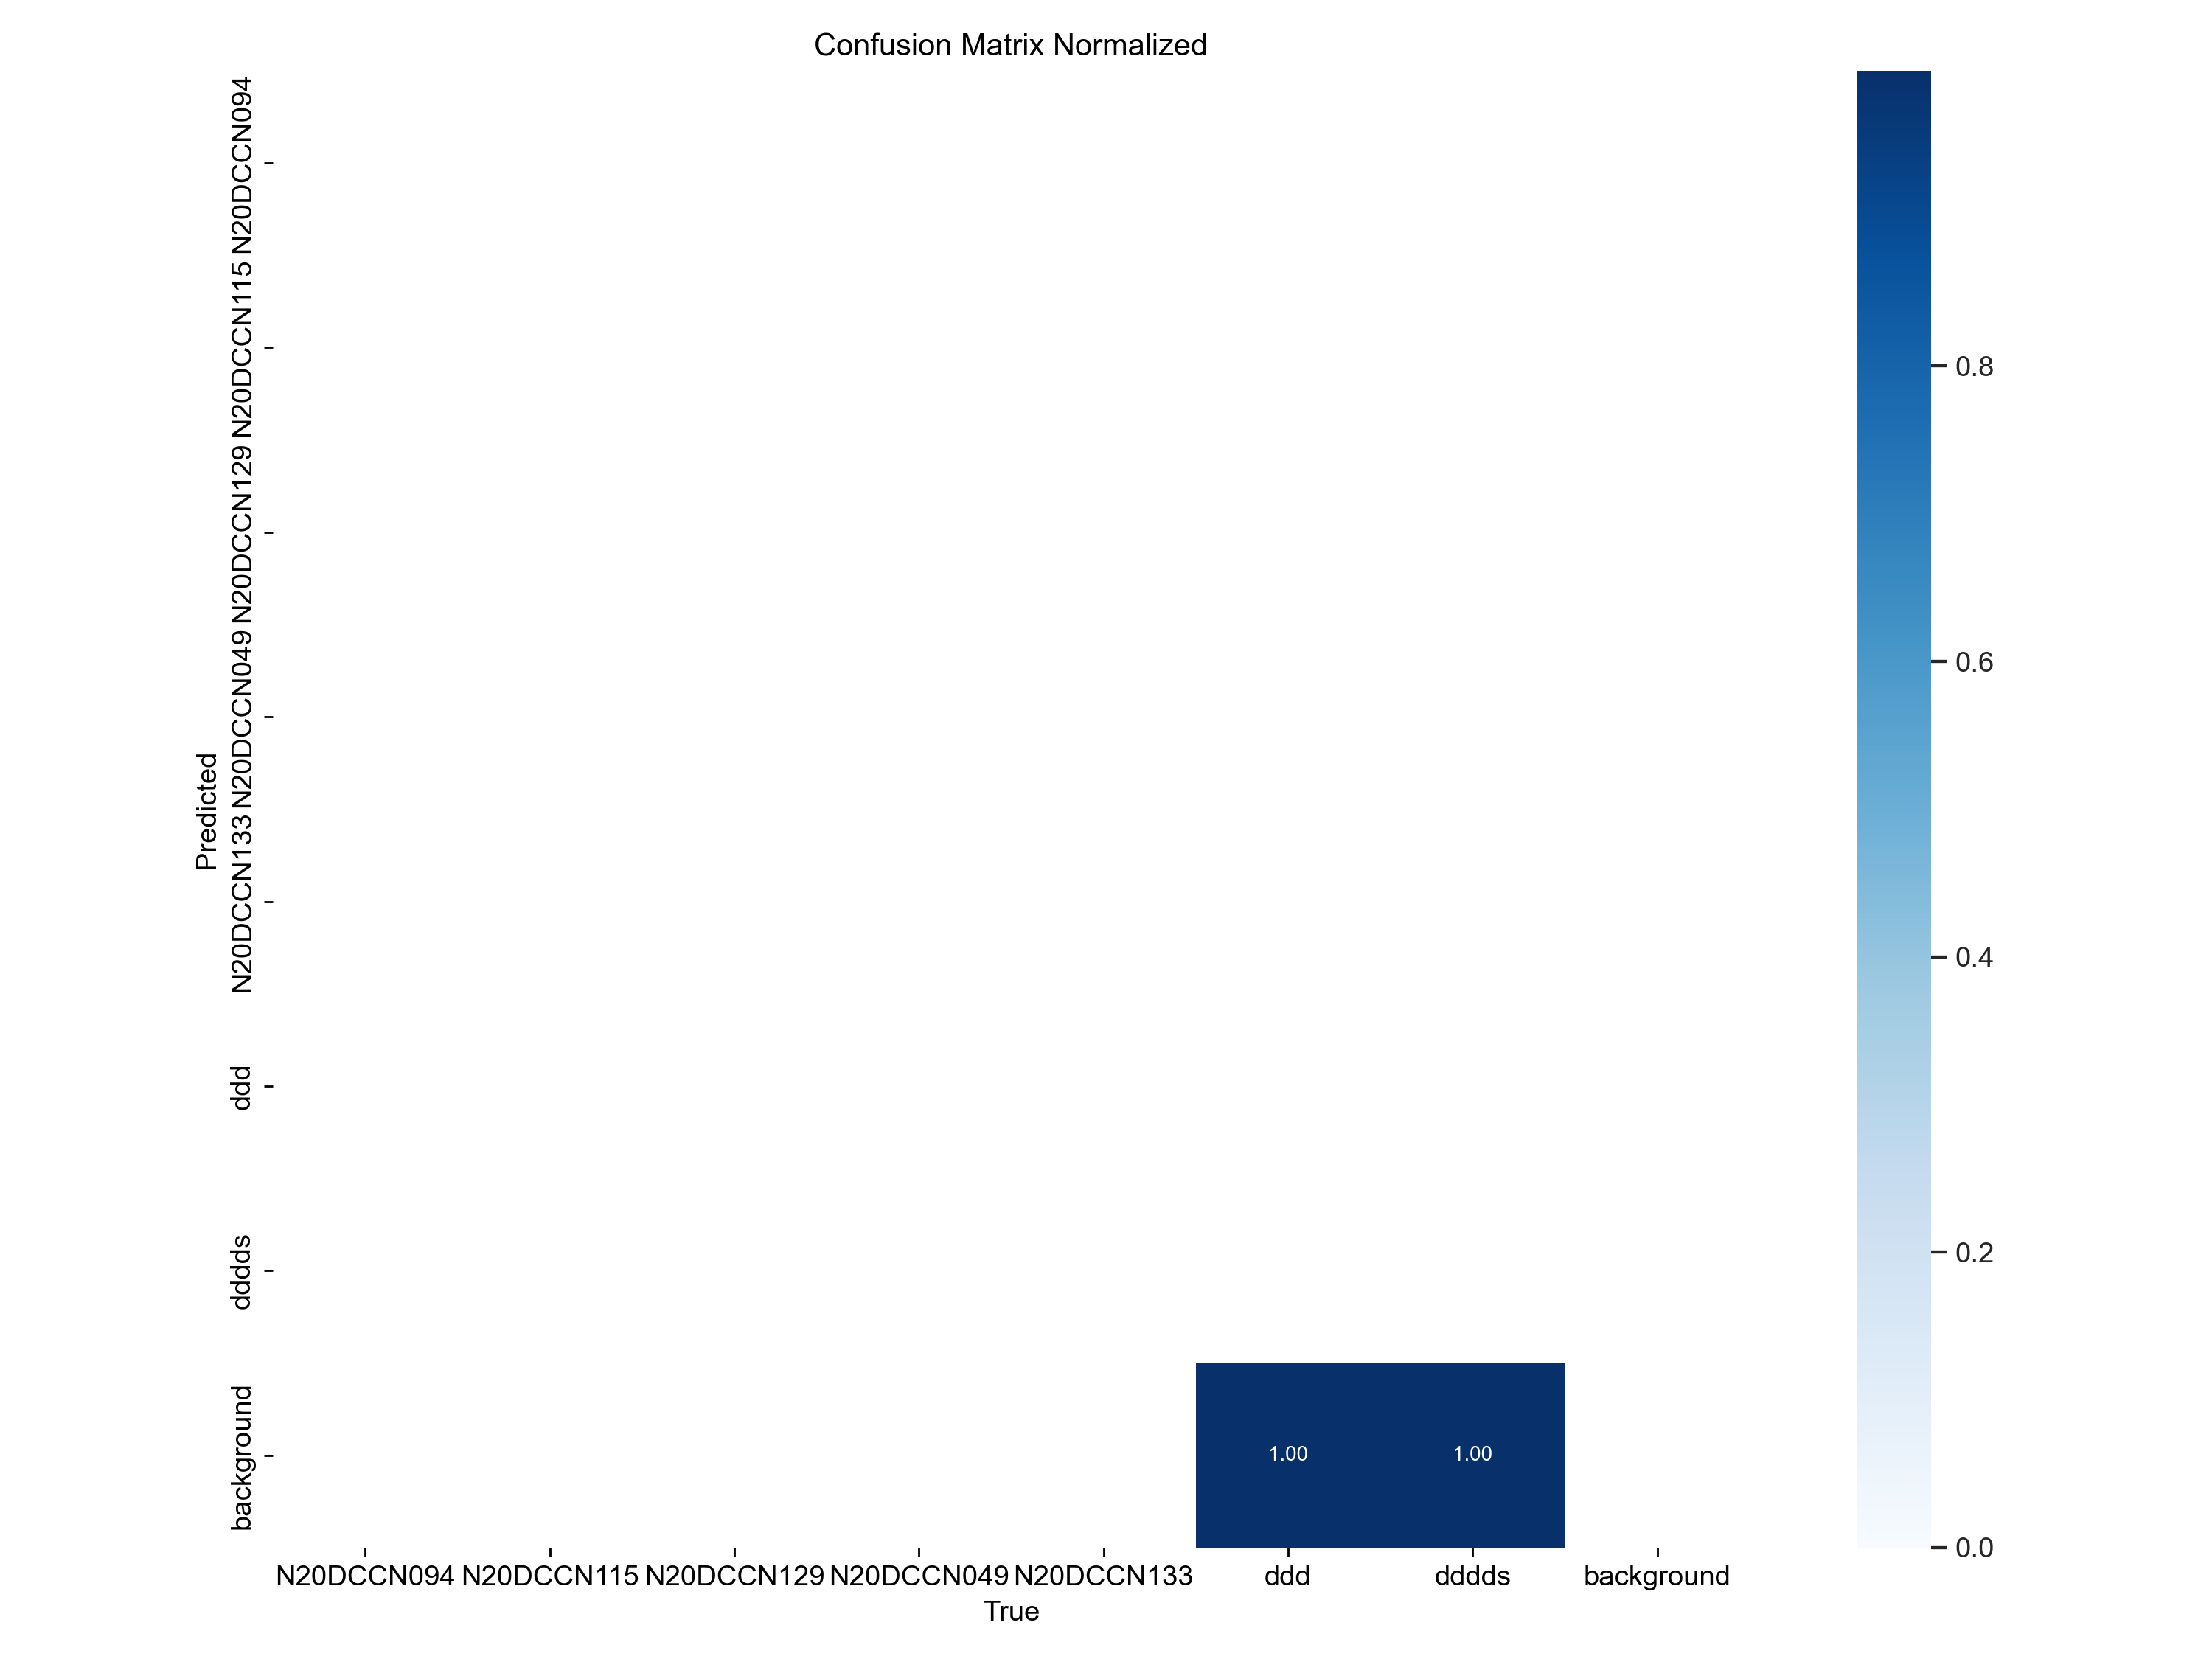 Confusion Matrix Normalized
Predicted
N20DCCN094
N20DCCN115
N20DCCN129
N20DCCN049
N20DCCN133
ddd
dddds
background
1.00 1.00
N20DCCN094 N20DCCN115 N20DCCN129 N20DCCN049 N20DCCN133 ddd dddds background
True
0.8
0.6
0.4
0.2
0.0